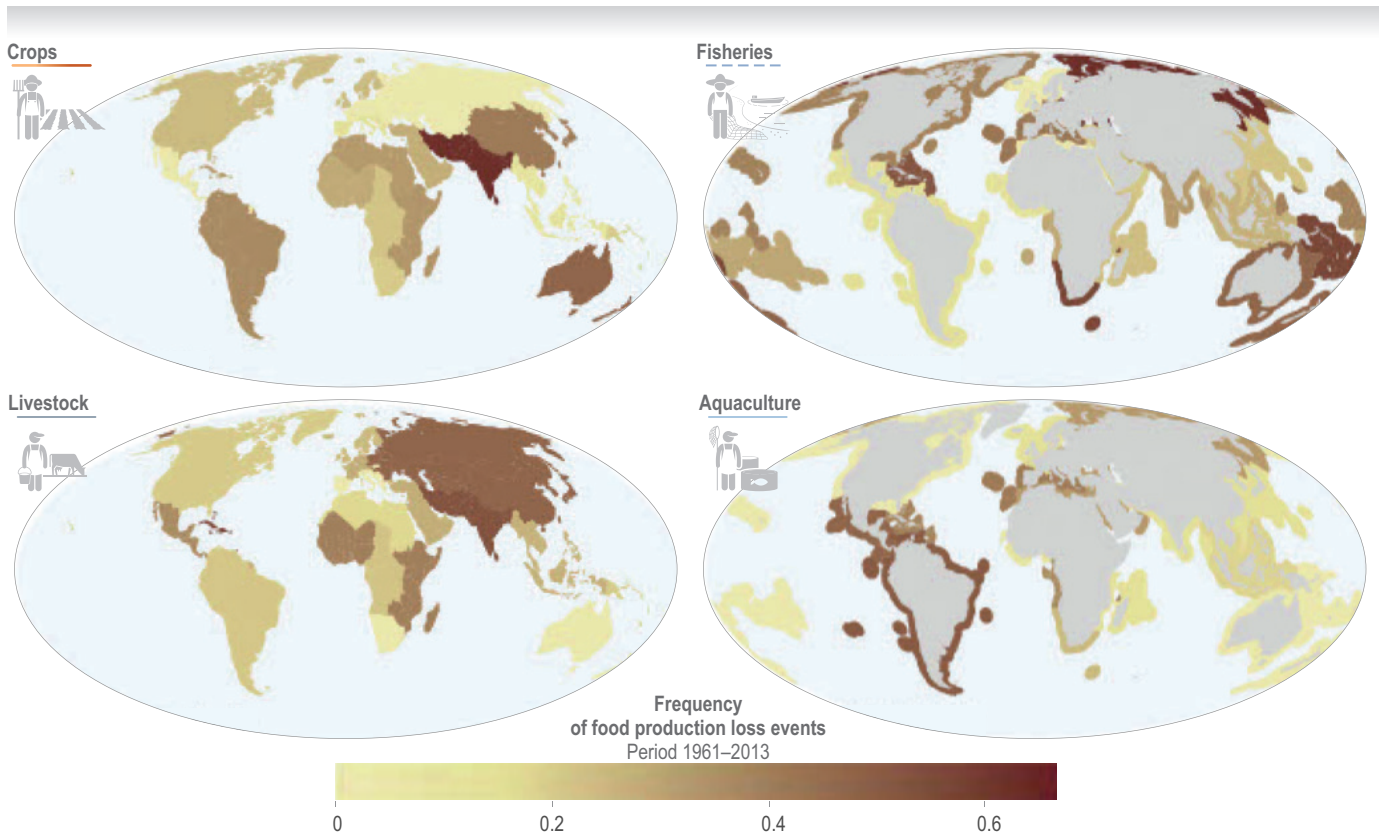 Crops
Fisheries
Livestock
Aquaculture
Frequency
of food production loss events
Period 1961–2013
0
0.2
0.4
0.6